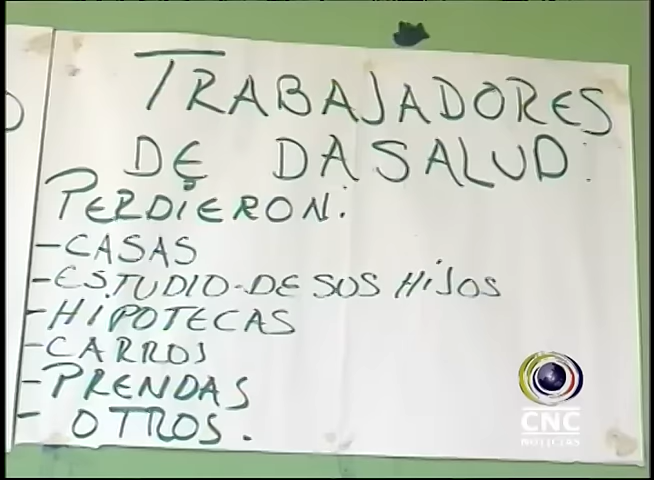 TRABAJADORES
DE DASALUD:
PERDIERON:
-CASAS
-ESTUDIO-DE SUS HIJOS
-HIPOTECAS
-CARROS
-PRENDAS
- OTROS.
CNC
NOTICIAS